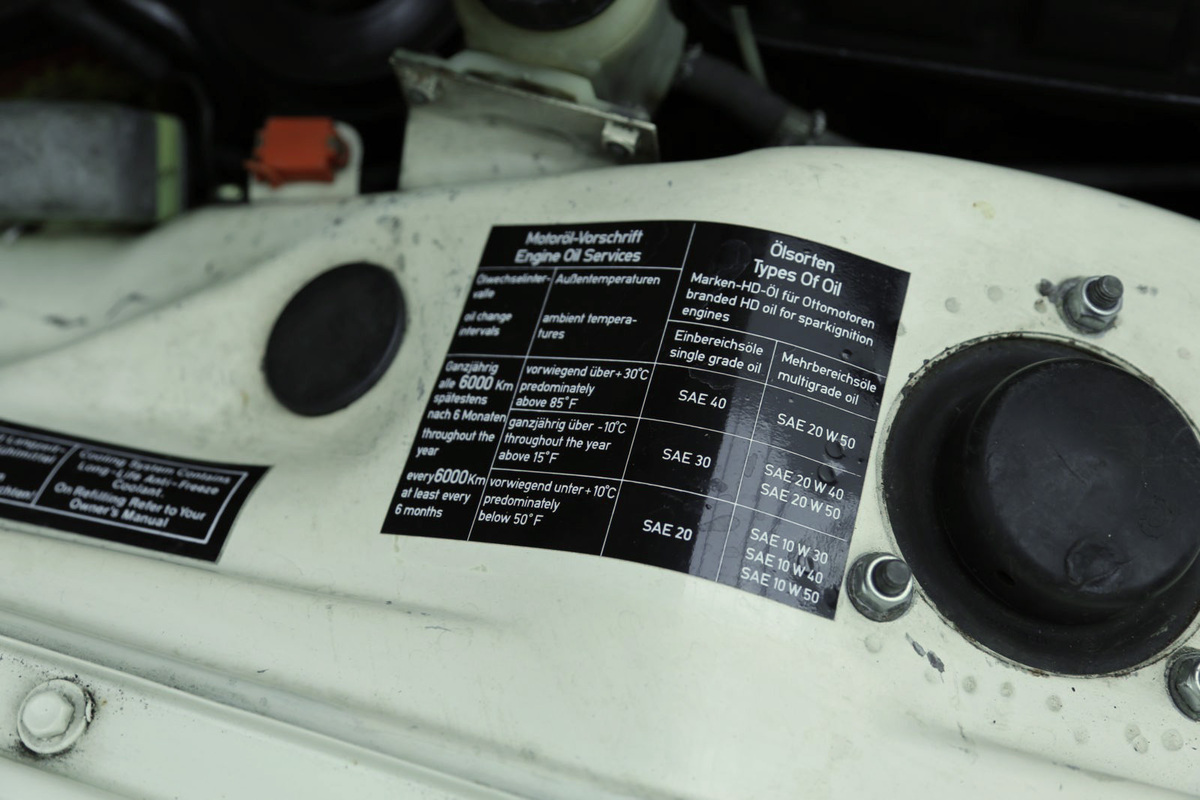 Motoröl-Vorschrift
Engine Oil Services
Ölwechselinter-
valle
oil change
intervals
Außentemperaturen
ambient tempera-
tures
Ölsorten
Types Of Oil
Marken-HD-Öl für Ottomotoren
branded HD oil for sparkignition
engines
Einbereichsöle
single grade oil
Mehrbereichsöle
multigrade oil
Ganzjährig
alle 6000 Km
spätestens
nach 6 Monaten
throughout the
year
every 6000 Km
at least every
6 months
vorwiegend über +30°C
predominately
above 85°F
SAE 40
SAE 20 W 50
ganzjährig über -10°C
throughout the year
above 15°F
SAE 30
SAE 20 W 40
SAE 20 W 50
vorwiegend unter +10°C
predominately
below 50°F
SAE 20
SAE 10 W 30
SAE 10 W 40
SAE 10 W 50
Cooling System Contains
Long-Life Anti-Freeze
Coolant.
On Refilling Refer to Your
Owner's Manual